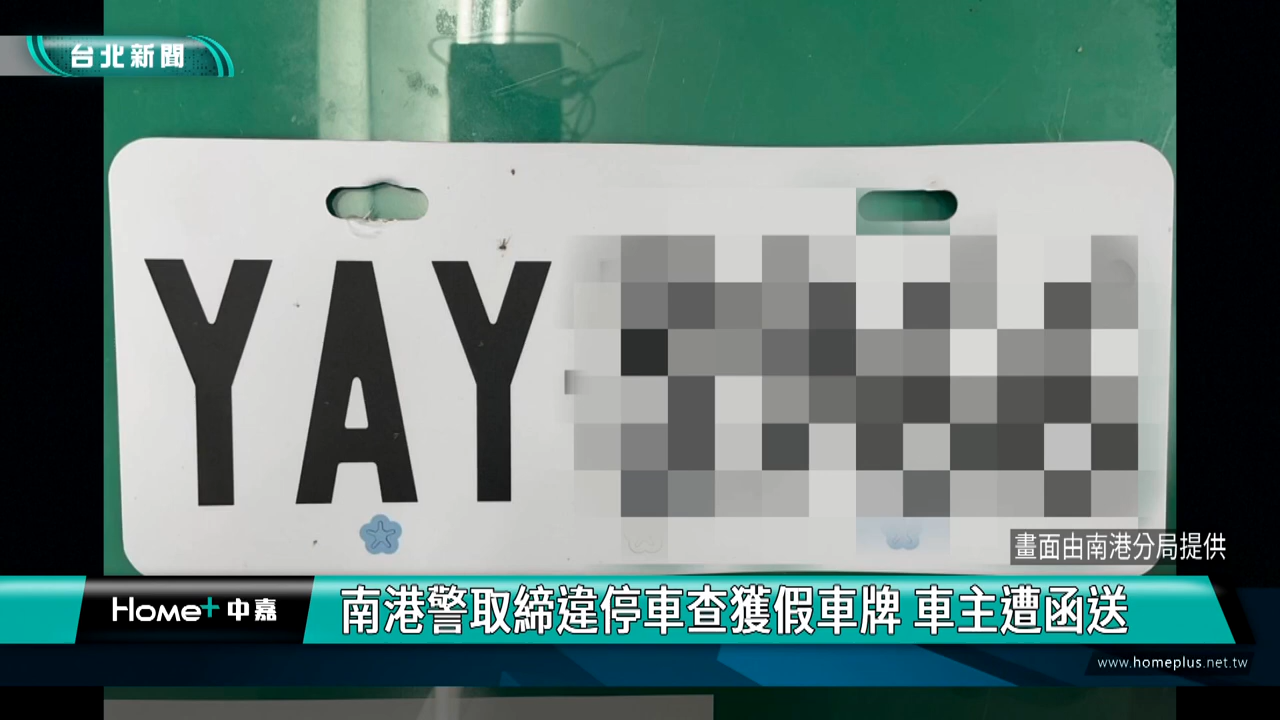 台北新聞
YAY
畫面由南港分局提供
Home+中嘉
南港警取締違停車查獲假車牌 車主遭函送
www.homeplus.net.tw